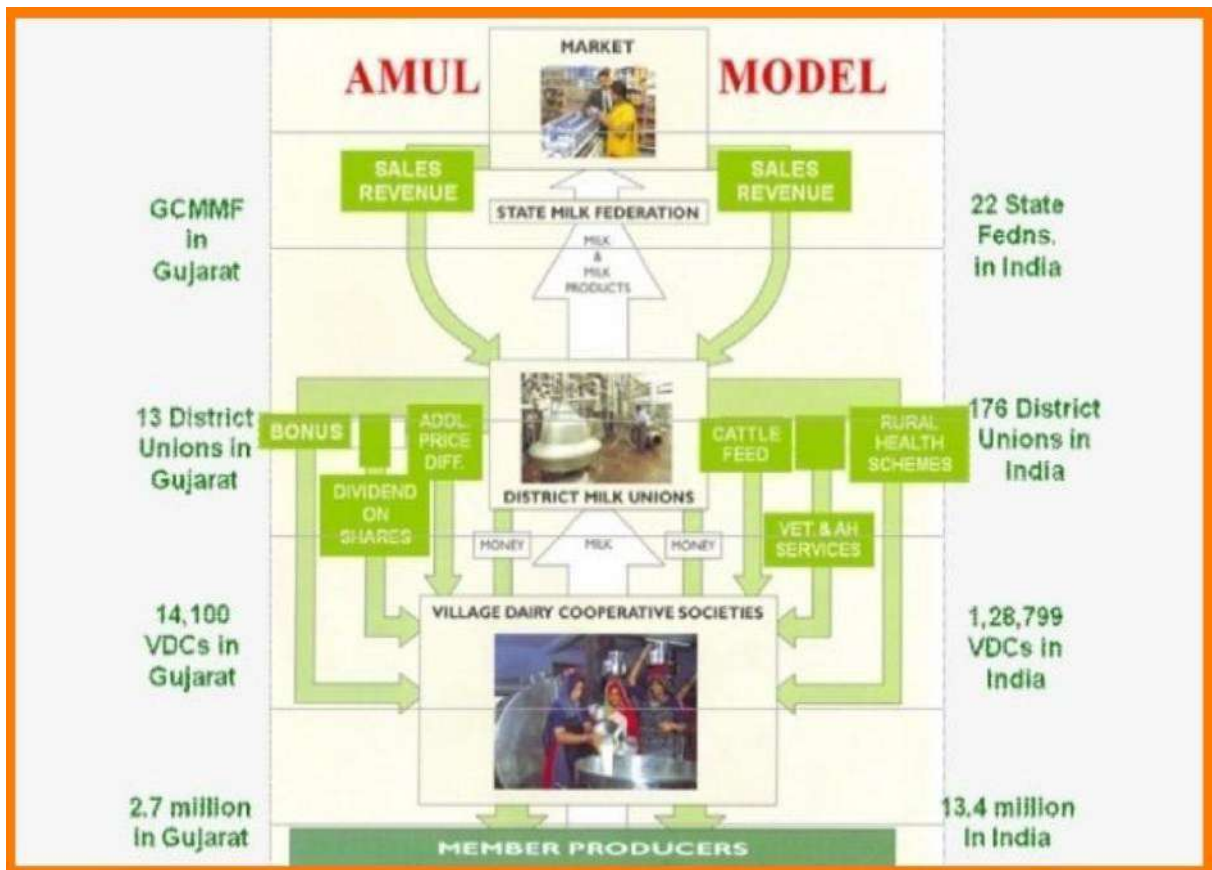 MARKET
AMUL MODEL
SALES
REVENUE
SALES
REVENUE
GCMMF
in
Gujarat
STATE MILK FEDERATION
22 State
Fedns.
in India
MILK
&
MILK
PRODUCTS
13 District
Unions in
Gujarat
BONUS
ADDL.
PRICE
DIFF.
DIVIDEND
ON
SHARES
CATTLE
FEED
RURAL
HEALTH
SCHEMES
176 District
Unions in
India
DISTRICT MILK UNIONS
VET. & AH
SERVICES
MONEY
MILK
MONEY
14,100
VDCs in
Gujarat
VILLAGE DAIRY COOPERATIVE SOCIETIES
1,28,799
VDCs in
India
2.7 million
in Gujarat
13.4 million
in India
MEMBER PRODUCERS